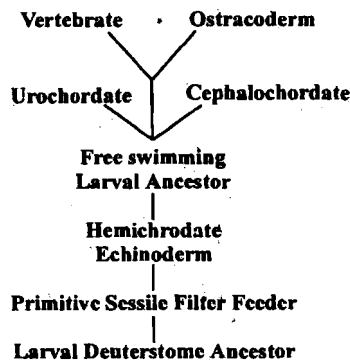 Vertebrate Ostracoderm
Urochordate Cephalochordate
Free swimming
Larval Ancestor
Hemichrodate
Echinoderm
Primitive Sessile Filter Feeder
Larval Deuterstome Ancestor